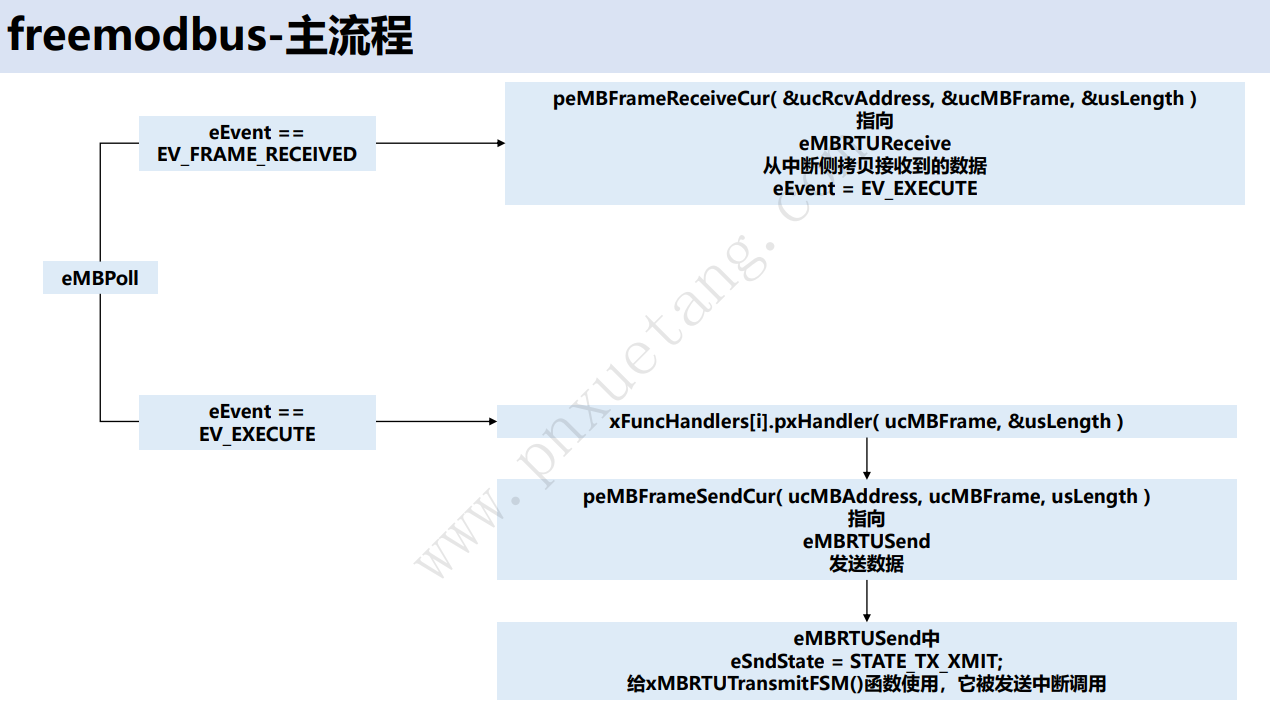 freemodbus-主流程
eEvent ==
EV_FRAME_RECEIVED
peMBFrameReceiveCur( &ucRcvAddress, &ucMBFrame, &usLength )
指向
eMBRTUReceive
从中断侧拷贝接收到的数据
eEvent = EV_EXECUTE
eMBPoll
eEvent ==
EV_EXECUTE
xFuncHandlers[i].pxHandler( ucMBFrame, &usLength )
peMBFrameSendCur( ucMBAddress, ucMBFrame, usLength )
指向
eMBRTUSend
发送数据
eMBRTUSend中
eSndState = STATE_TX_XMIT;
给xMBRTUTransmitFSM()函数使用，它被发送中断调用
www.pnxuetang.com